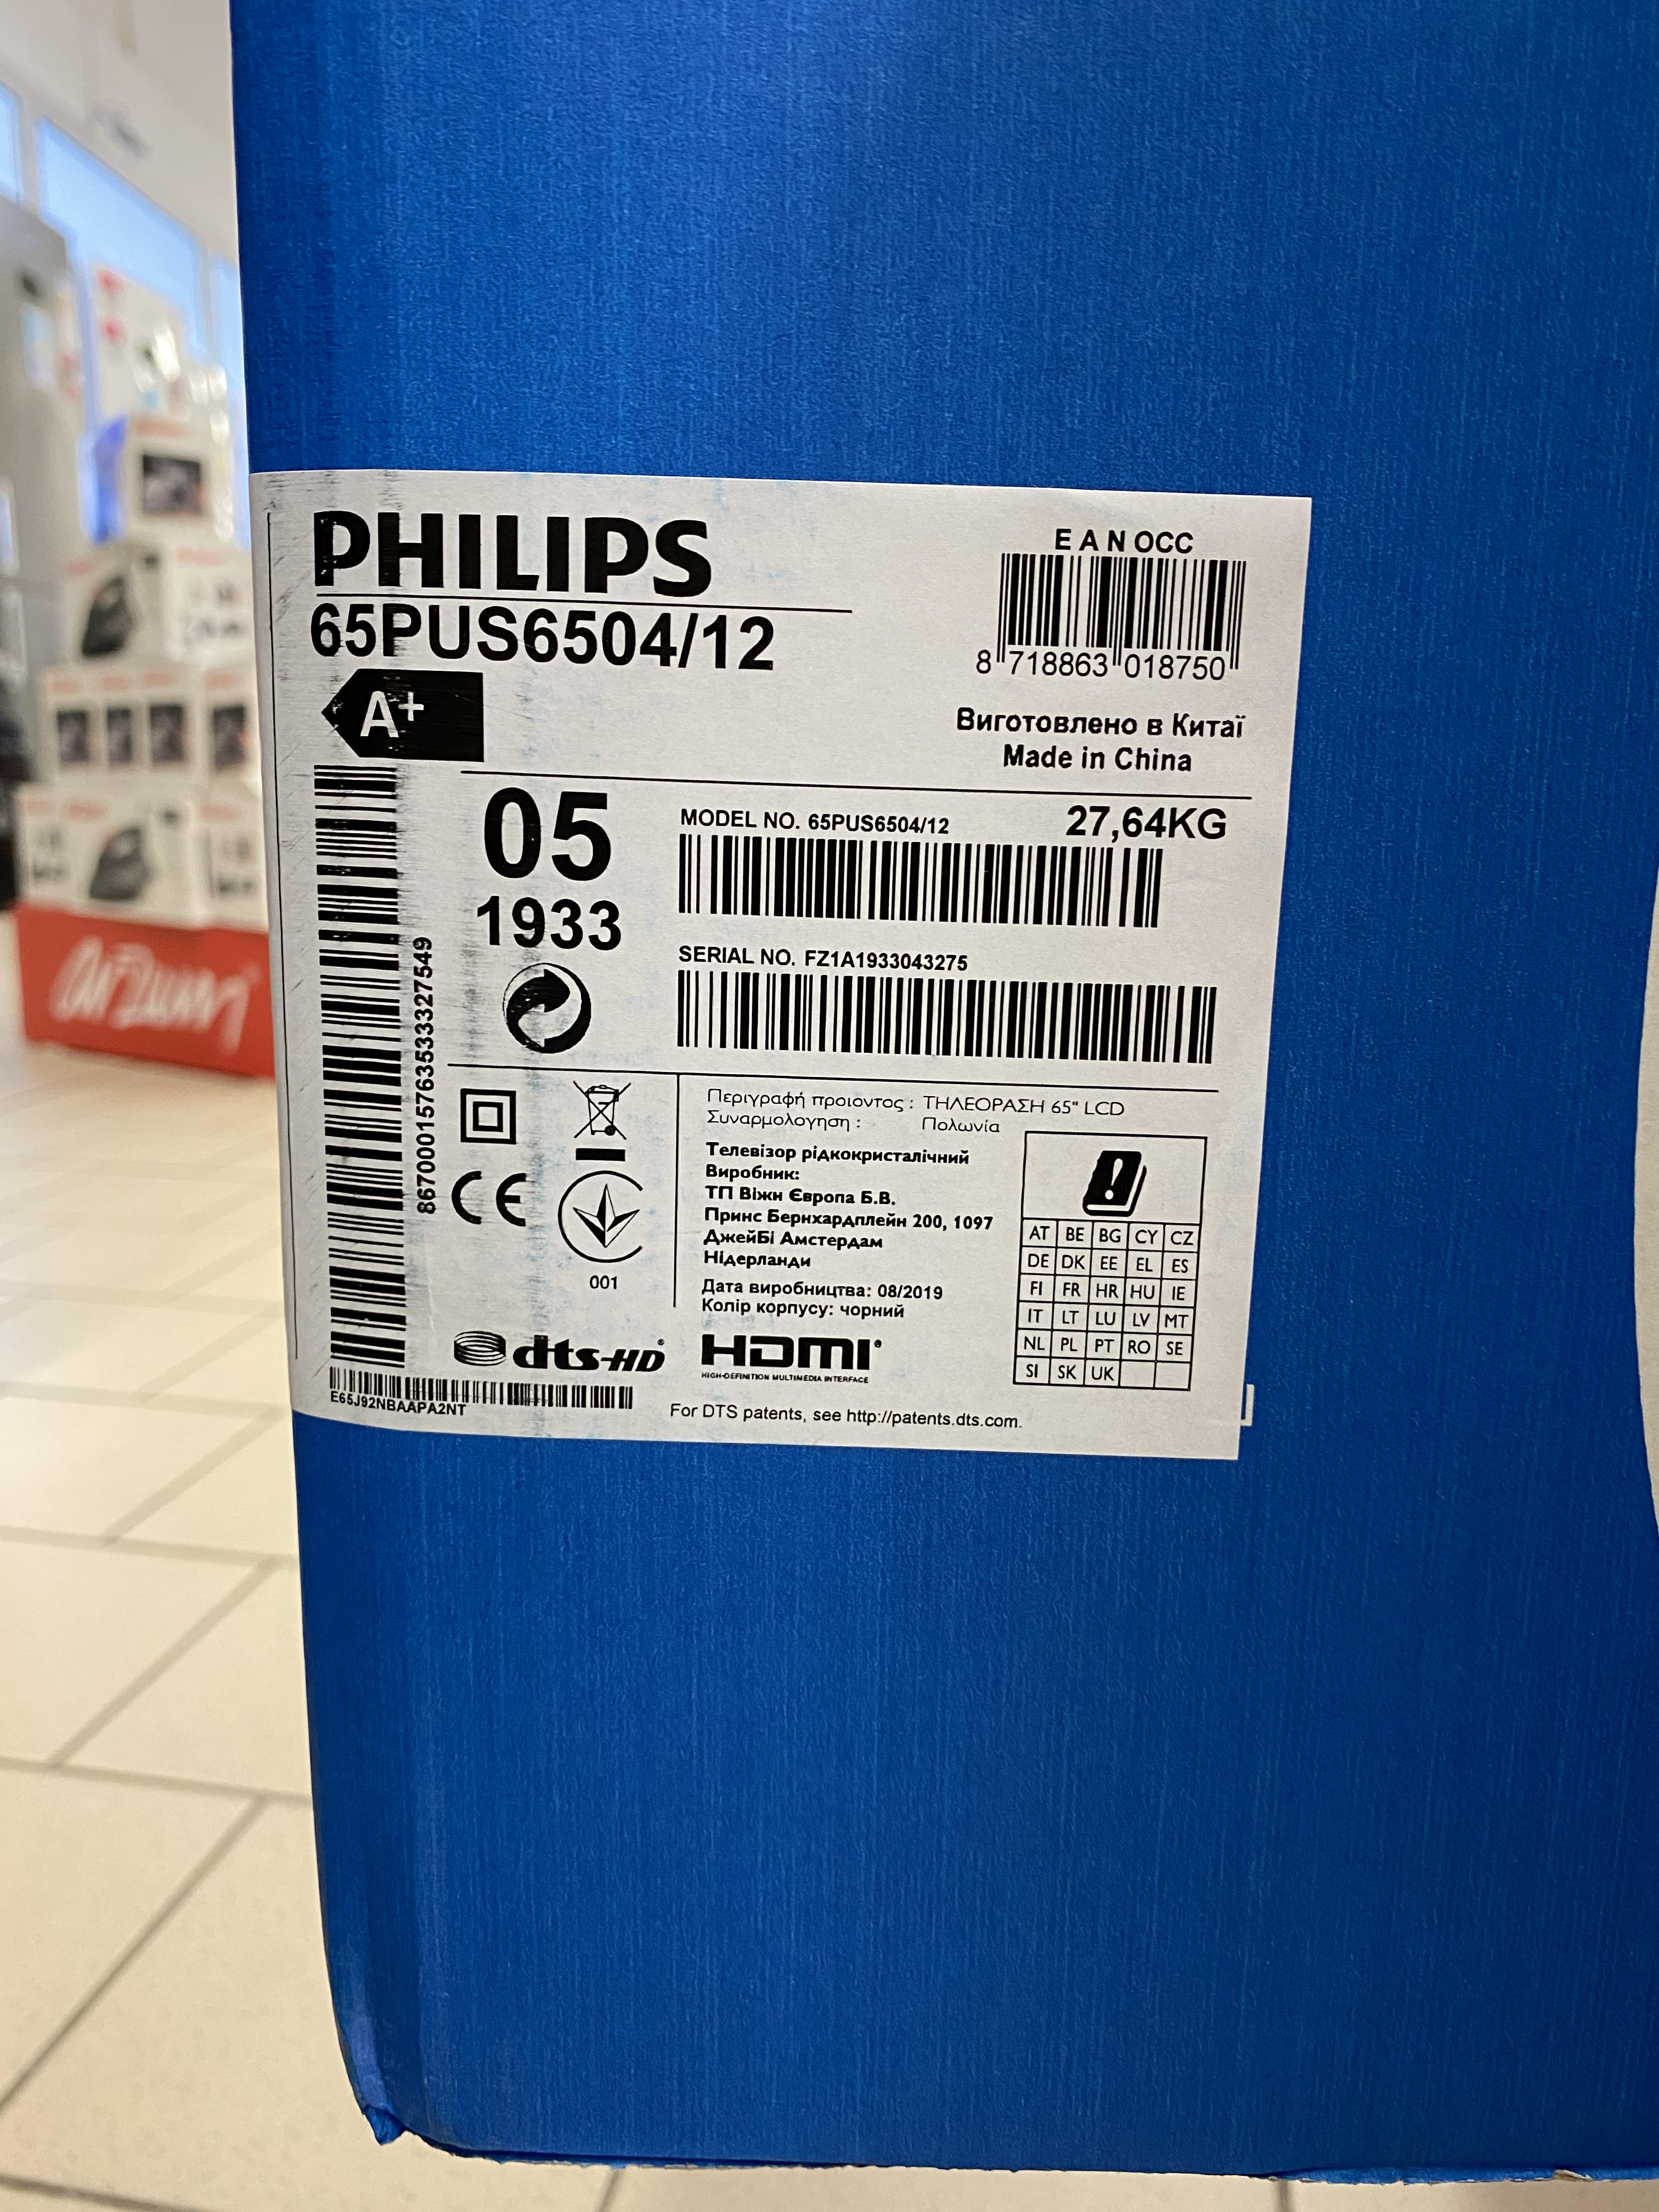 PHILIPS
65PUS6504/12
A+
E A N OCC
8 718863 018750
Виготовлено в Китаї
Made in China
05
1933
MODEL NO. 65PUS6504/12
27,64KG
SERIAL NO. FZ1A1933043275
867000157635333327549
Περιγραφή προιοντος : ΤΗΛΕΟΡΑΣΗ 65" LCD
Συναρμολογηση : Πολωνία
Телевізор рідкокристалічний
Виробник:
ТП Віжн Європа Б.В.
Принс Бернхардплейн 200, 1097
ДжейБі Амстердам
Нідерланди
Дата виробництва: 08/2019
Колір корпусу: чорний
CE
001
AT BE BG CY CZ
DE DK EE EL ES
FI FR HR HU IE
IT LT LU LV MT
NL PL PT RO SE
SI SK UK
dts-HD
HDMI
HIGH-DEFINITION MULTIMEDIA INTERFACE
E65J92NBAAPA2NT
For DTS patents, see http://patents.dts.com.
arzum